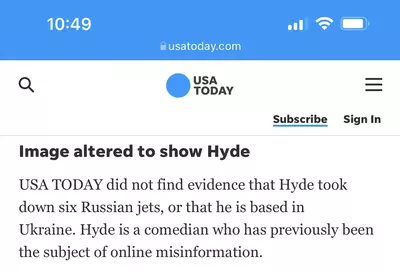 10:49
usatoday.com
USA
TODAY
Subscribe Sign In
Image altered to show Hyde
USA TODAY did not find evidence that Hyde took
down six Russian jets, or that he is based in
Ukraine. Hyde is a comedian who has previously been
the subject of online misinformation.